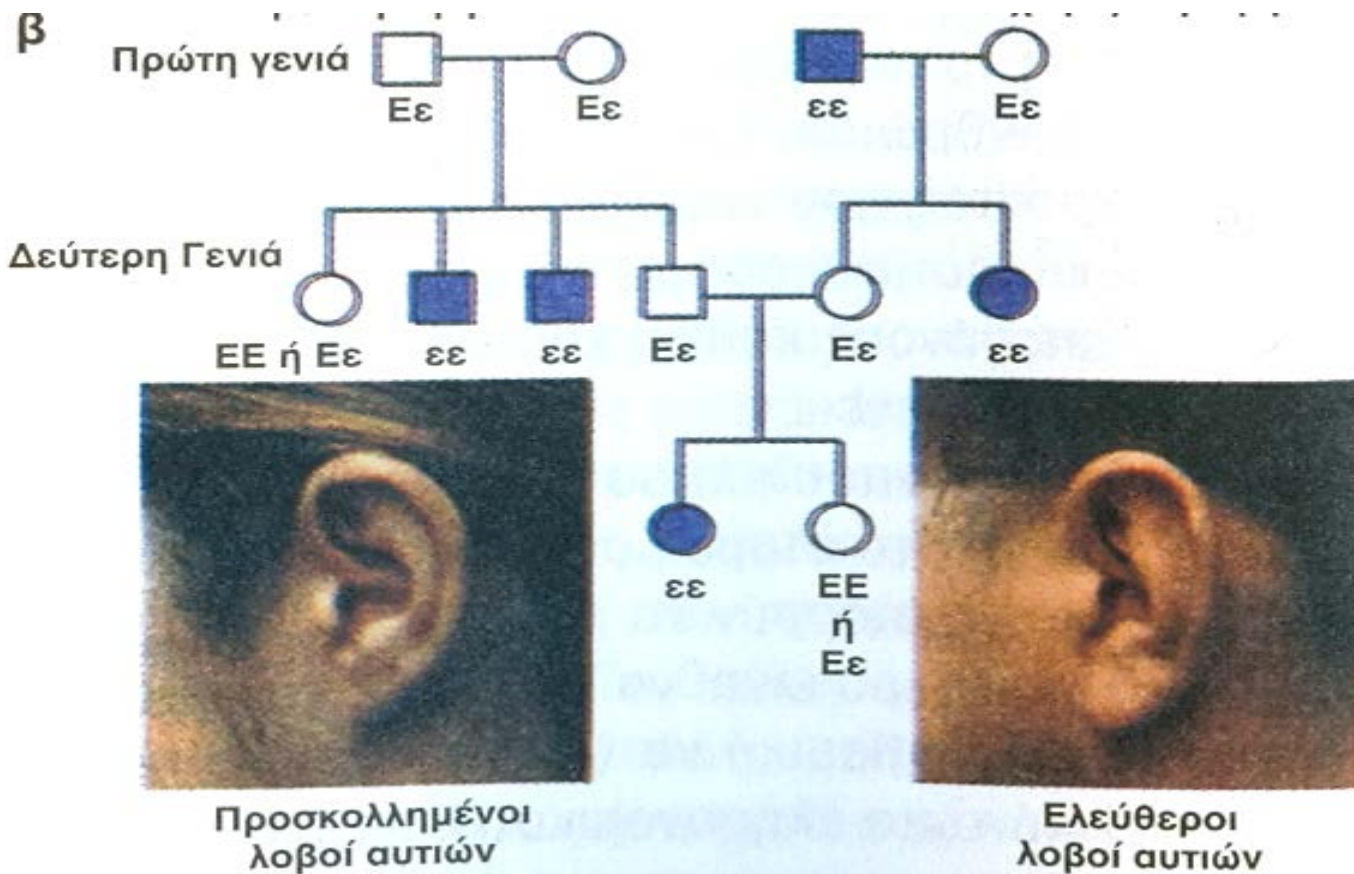 β
Πρώτη γενιά
Εε Εε εε Εε
Δεύτερη Γενιά
ΕΕ ή Εε εε εε Εε Εε εε
εε ΕΕ
ή
Εε
Προσκολλημένοι
λοβοί αυτιών
Ελεύθεροι
λοβοί αυτιών